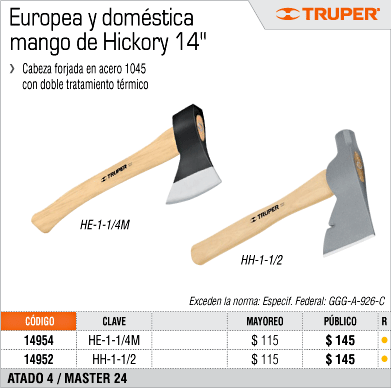 Europea y doméstica
mango de Hickory 14"
TRUPER®
❯ Cabeza forjada en acero 1045
con doble tratamiento térmico
TRUPER
HE-1-1/4M
TRUPER
HH-1-1/2
Exceden la norma: Especif. Federal: GGG-A-926-C
CÓDIGO CLAVE MAYOREO PÚBLICO R
14954 HE-1-1/4M $ 115 $ 145
14952 HH-1-1/2 $ 115 $ 145
ATADO 4 / MASTER 24